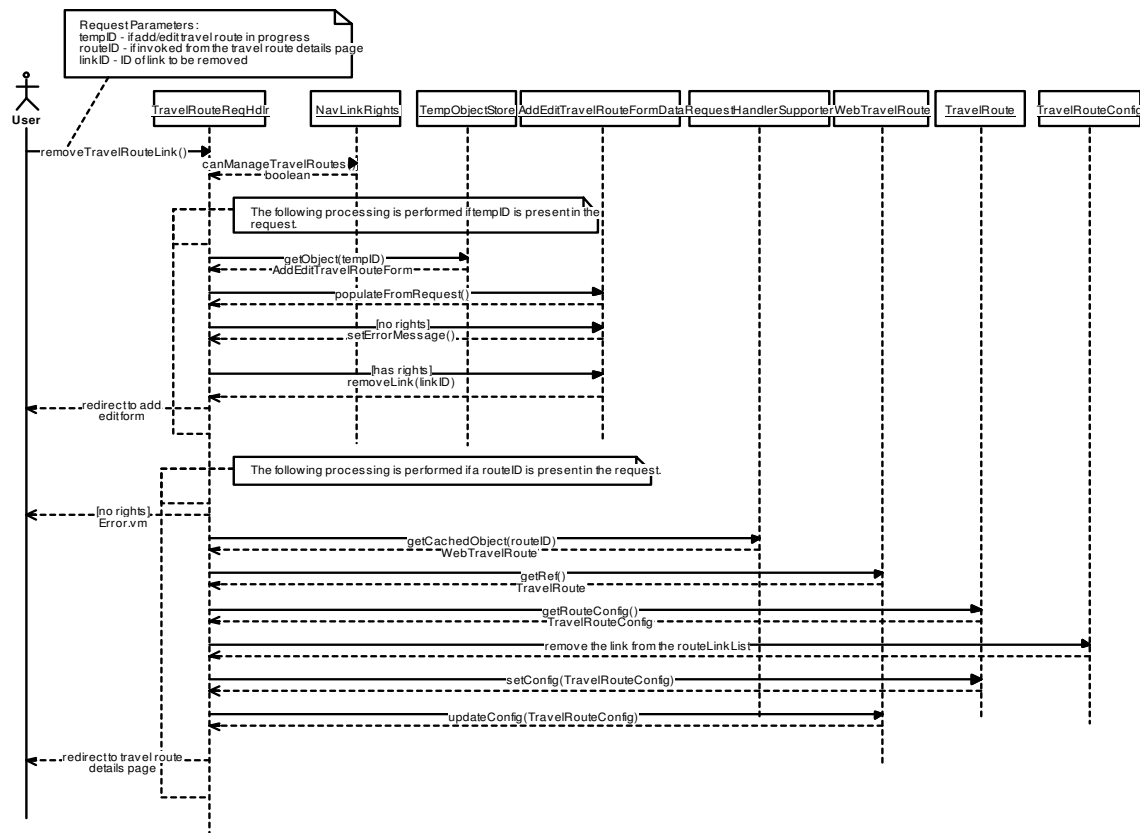 Request Parameters :
tempID - if add/edit travel route in progress
routeID - if invoked from the travel route details page
linkID - ID of link to be removed
User
TravelRouteReqHdlr
NavLinkRights
TempObjectStore
AddEditTravelRouteFormData
RequestHandlerSupporter
WebTravelRoute
TravelRoute
TravelRouteConfig
removeTravelRouteLink()
canManageTravelRoutes()
boolean
The following processing is performed if tempID is present in the
request.
getObject(tempID)
AddEditTravelRouteForm
populateFromRequest()
[no rights]
setErrorMessage()
[has rights]
removeLink(linkID)
redirect to add
edit form
The following processing is performed if a routeID is present in the request.
[no rights]
Error.vm
getCachedObject(routeID)
WebTravelRoute
getRef()
TravelRoute
getRouteConfig()
TravelRouteConfig
remove the link from the routeLinkList
setConfig(TravelRouteConfig)
updateConfig(TravelRouteConfig)
redirect to travel route
details page